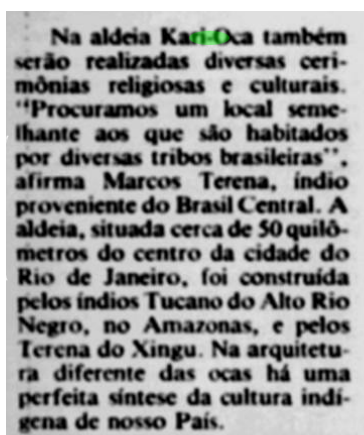 Na aldeia Kari-Oca também
serão realizadas diversas ceri-
mônias religiosas e culturais.
"Procuramos um local seme-
lhante aos que são habitados
por diversas tribos brasileiras",
afirma Marcos Terena, índio
proveniente do Brasil Central. A
aldeia, situada cerca de 50 quilô-
metros do centro da cidade do
Rio de Janeiro, foi construída
pelos índios Tucano do Alto Rio
Negro, no Amazonas, e pelos
Terena do Xingu. Na arquitetu-
ra diferente das ocas há uma
perfeita síntese da cultura indí-
gena de nosso País.